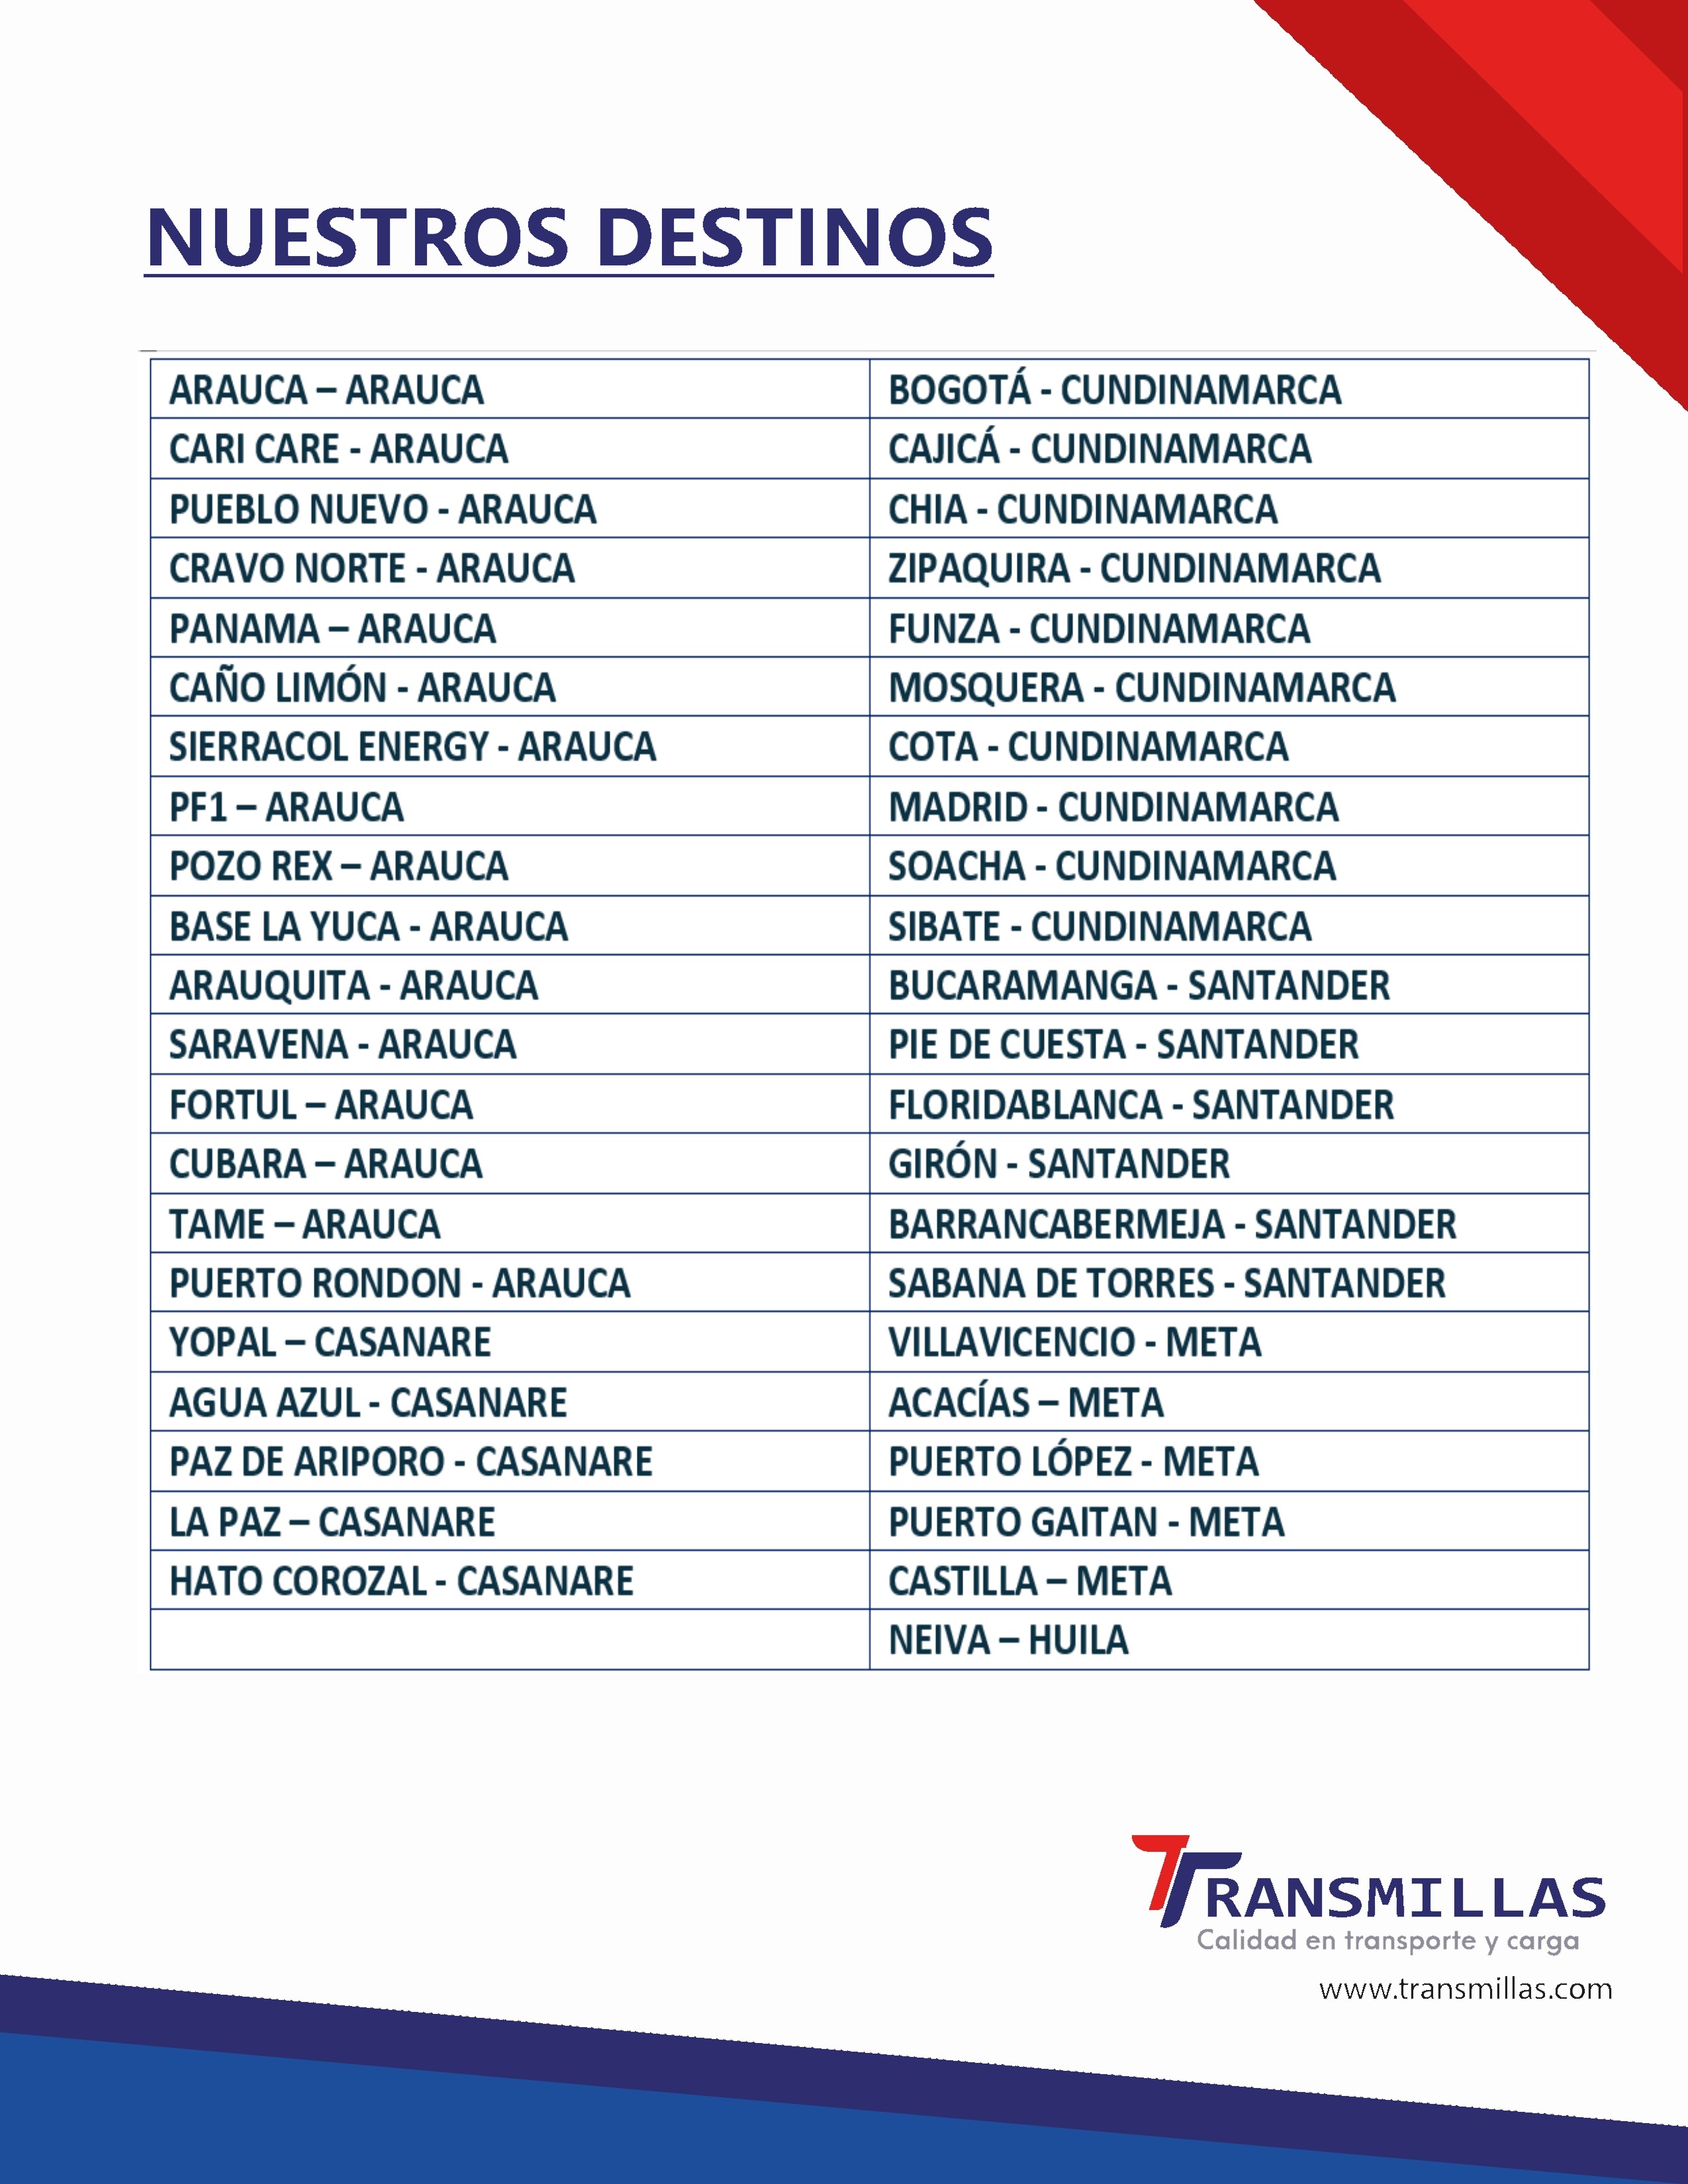 NUESTROS DESTINOS
ARAUCA – ARAUCA BOGOTÁ - CUNDINAMARCA
CARI CARE - ARAUCA CAJICÁ - CUNDINAMARCA
PUEBLO NUEVO - ARAUCA CHIA - CUNDINAMARCA
CRAVO NORTE - ARAUCA ZIPAQUIRA - CUNDINAMARCA
PANAMA – ARAUCA FUNZA - CUNDINAMARCA
CAÑO LIMÓN - ARAUCA MOSQUERA - CUNDINAMARCA
SIERRACOL ENERGY - ARAUCA COTA - CUNDINAMARCA
PF1 – ARAUCA MADRID - CUNDINAMARCA
POZO REX – ARAUCA SOACHA - CUNDINAMARCA
BASE LA YUCA - ARAUCA SIBATE - CUNDINAMARCA
ARAUQUITA - ARAUCA BUCARAMANGA - SANTANDER
SARAVENA - ARAUCA PIE DE CUESTA - SANTANDER
FORTUL – ARAUCA FLORIDABLANCA - SANTANDER
CUBARA – ARAUCA GIRÓN - SANTANDER
TAME – ARAUCA BARRANCABERMEJA - SANTANDER
PUERTO RONDON - ARAUCA SABANA DE TORRES - SANTANDER
YOPAL – CASANARE VILLAVICENCIO - META
AGUA AZUL - CASANARE ACACÍAS – META
PAZ DE ARIPORO - CASANARE PUERTO LÓPEZ - META
LA PAZ – CASANARE PUERTO GAITAN - META
HATO COROZAL - CASANARE CASTILLA – META
NEIVA – HUILA
TRANSMILLAS
Calidad en transporte y carga
www.transmillas.com